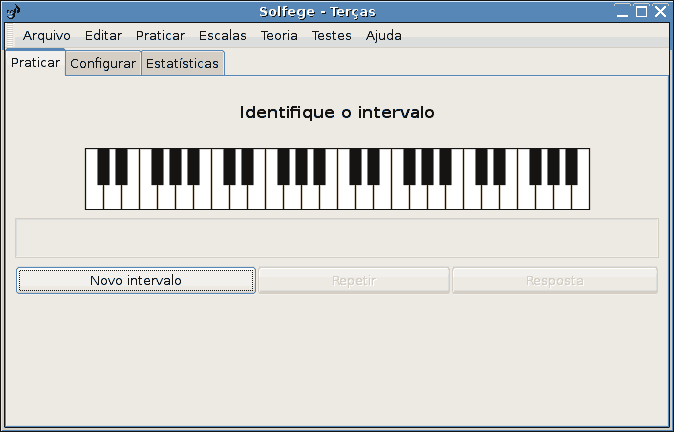 Solfege - Terças
Arquivo Editar Praticar Escalas Teoria Testes Ajuda
Praticar Configurar Estatísticas
Identifique o intervalo
Novo intervalo Repetir Resposta